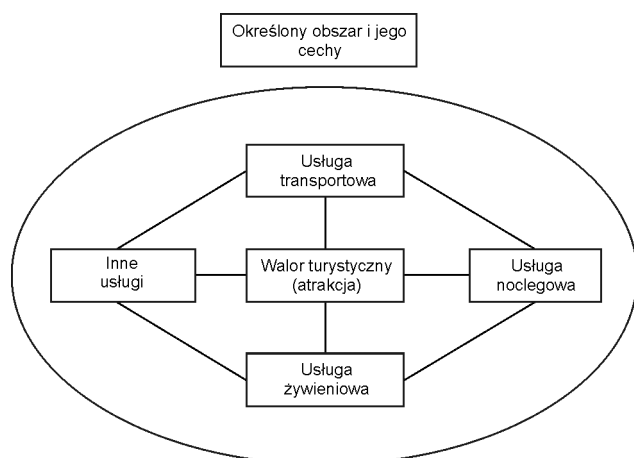 Określony obszar i jego
cechy
Usługa
transportowa
Inne
usługi
Walor turystyczny
(atrakcja)
Usługa
noclegowa
Usługa
żywieniowa